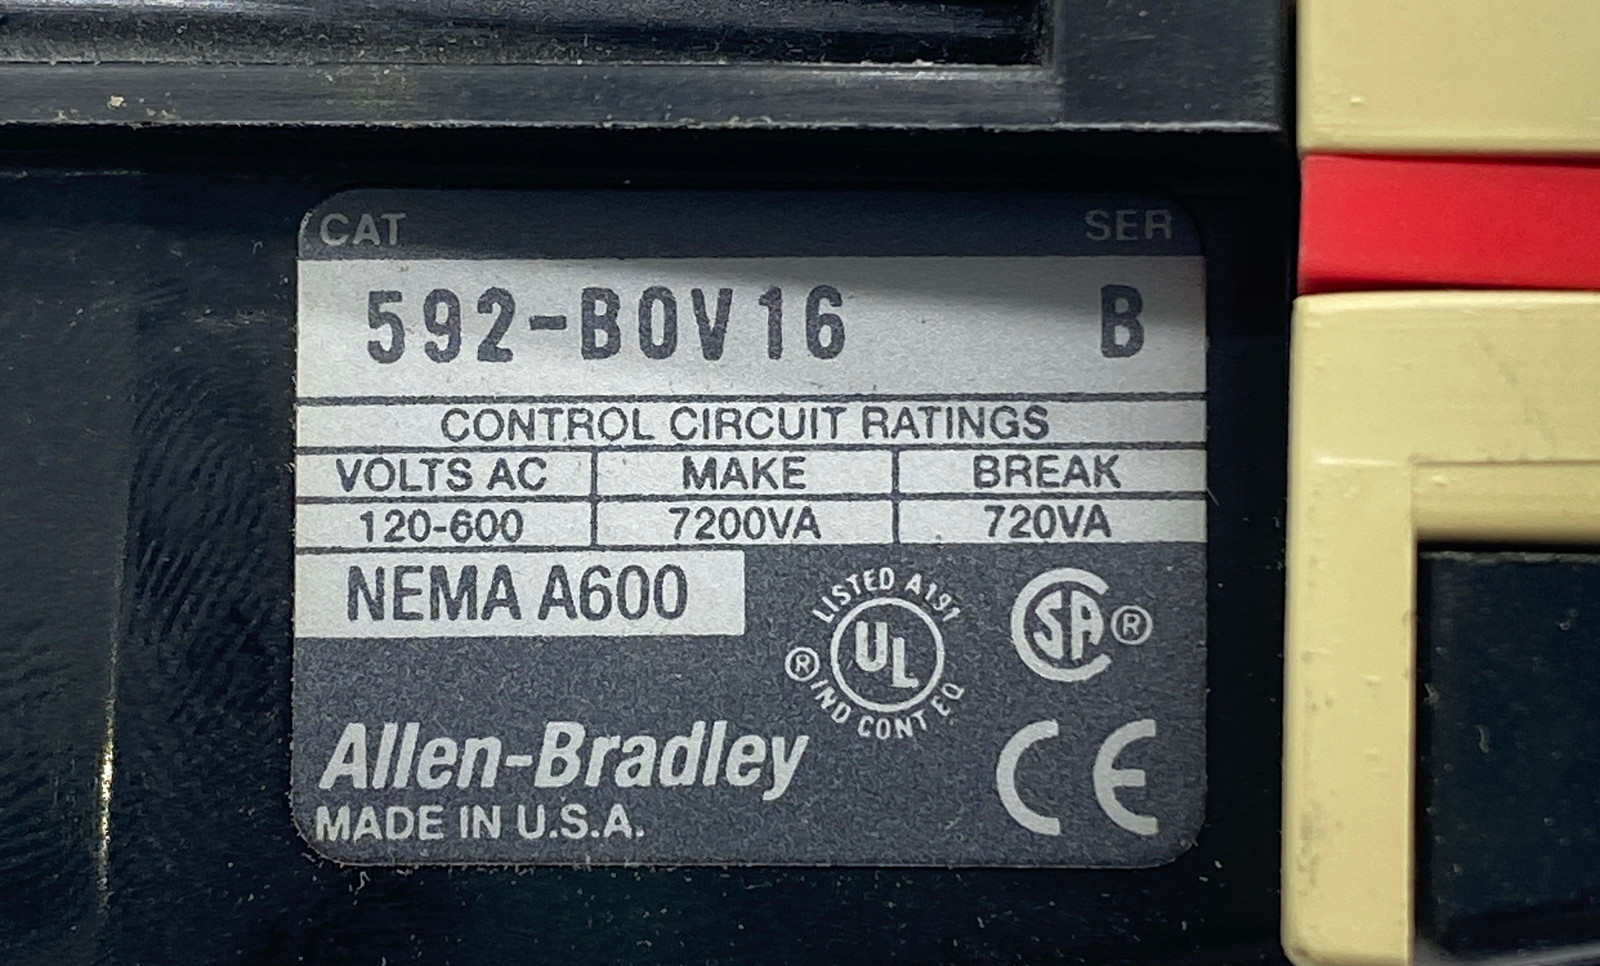 CAT SER
592-BOV16 B
CONTROL CIRCUIT RATINGS
VOLTS AC MAKE BREAK
120-600 7200VA 720VA
NEMA A600
LISTED A191
UL ®
IND CONT EQ
SA ®
Allen-Bradley
MADE IN U.S.A.
CE